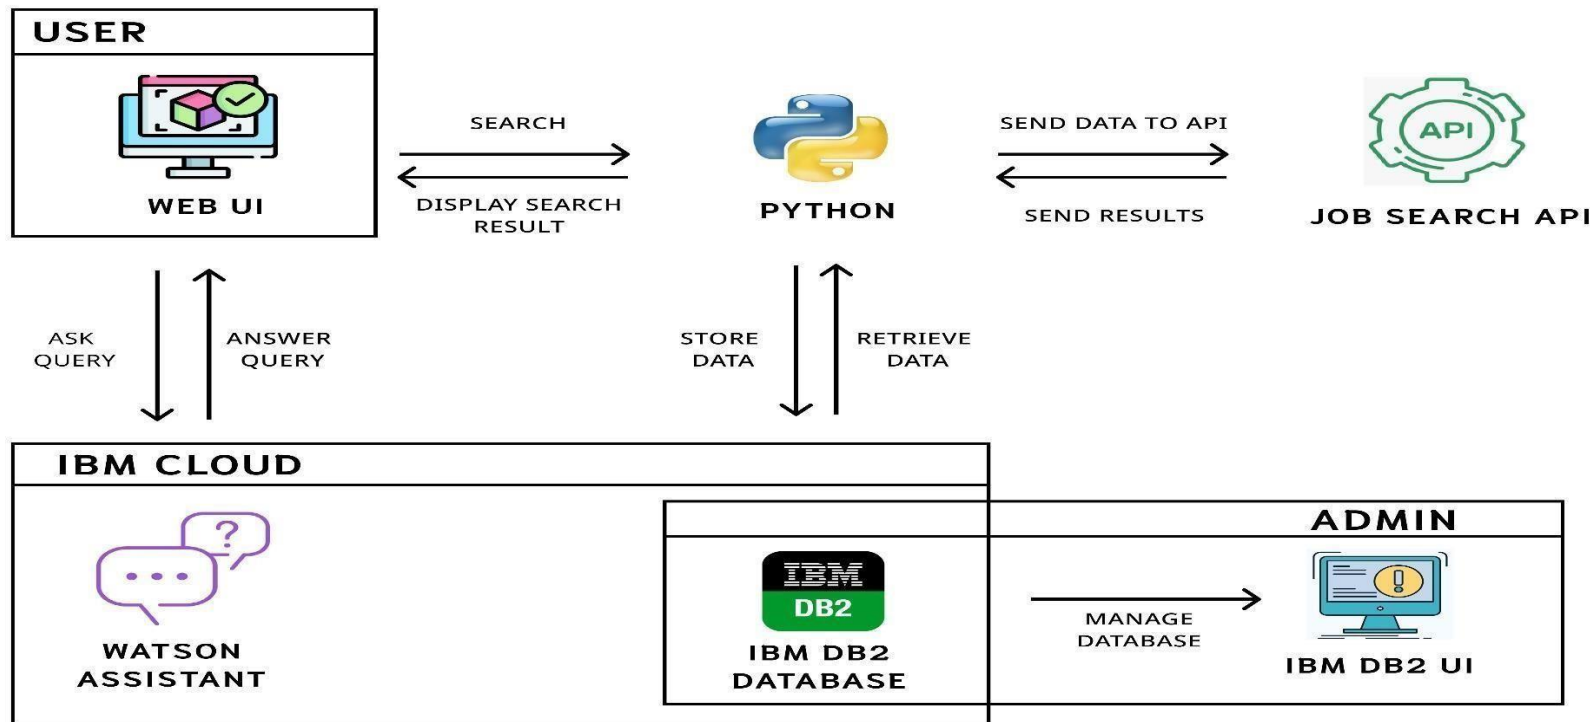 USER
WEB UI
SEARCH
DISPLAY SEARCH
RESULT
PYTHON
SEND DATA TO API
SEND RESULTS
API
JOB SEARCH API
ASK
QUERY
ANSWER
QUERY
STORE
DATA
RETRIEVE
DATA
IBM CLOUD
?
WATSON
ASSISTANT
ADMIN
IBM
DB2
IBM DB2
DATABASE
MANAGE
DATABASE
IBM DB2 UI